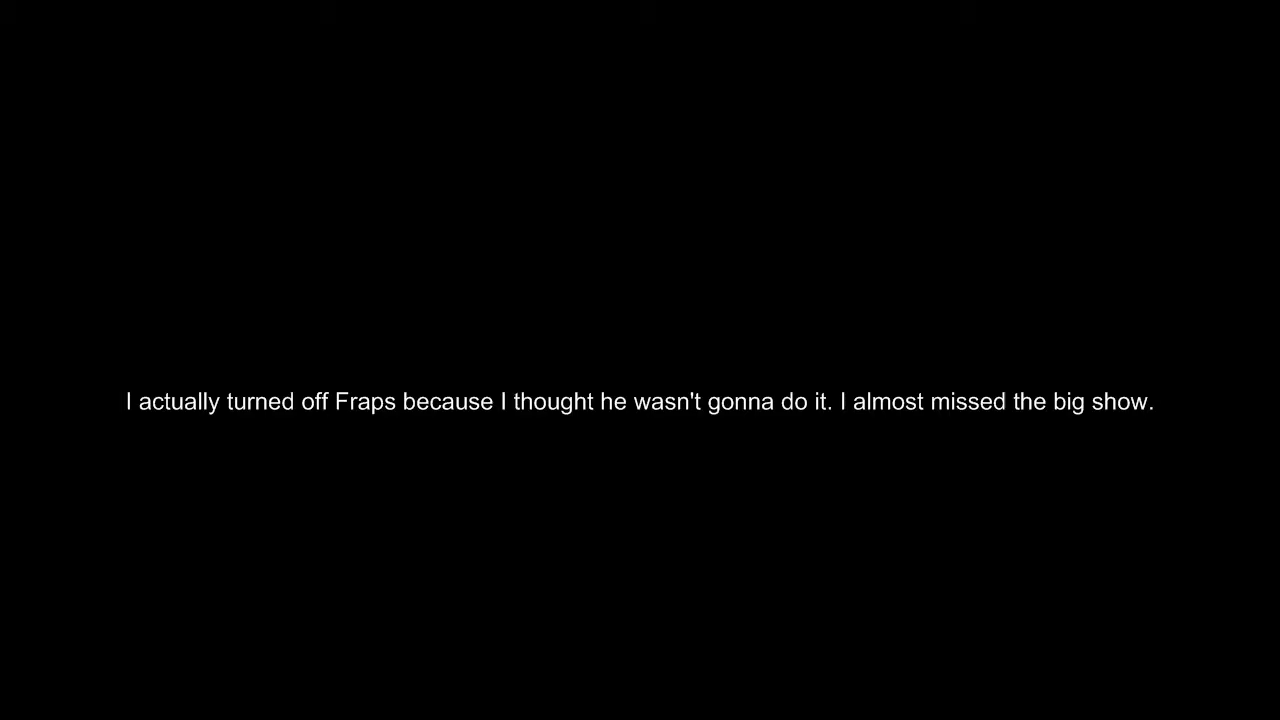 I actually turned off Fraps because I thought he wasn't gonna do it. I almost missed the big show.